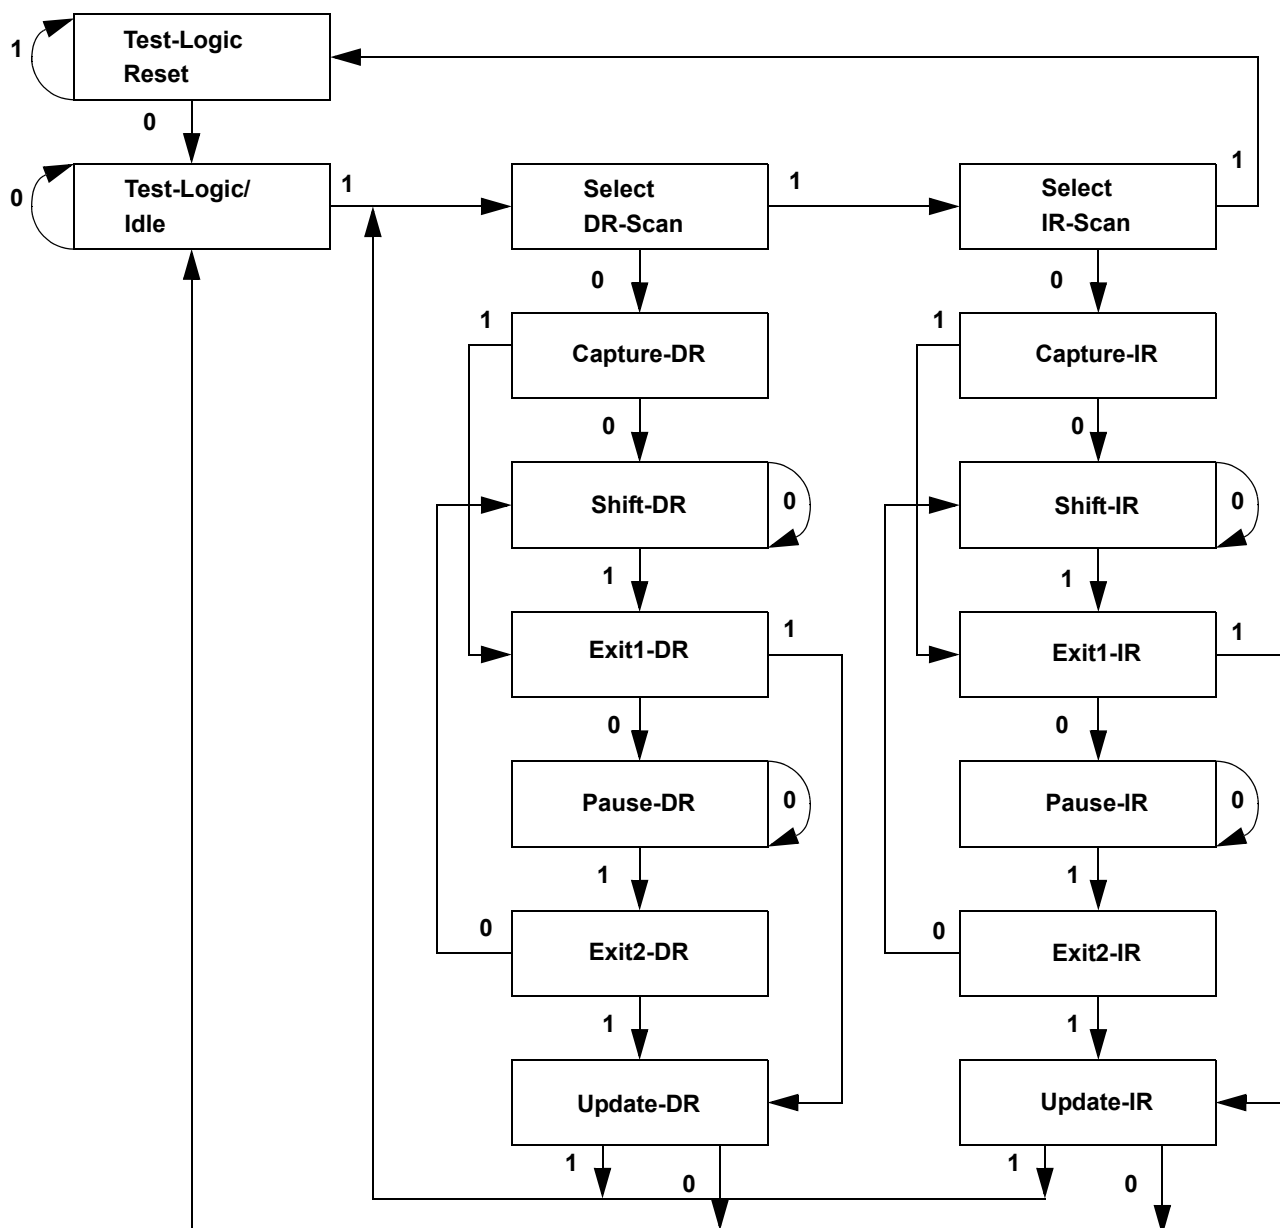 Test-Logic
Reset
1
0
Test-Logic/
Idle
0
1
Select
DR-Scan
1
Select
IR-Scan
1
0
0
1
Capture-DR
1
Capture-IR
0
0
Shift-DR
0
Shift-IR
0
1
1
Exit1-DR
1
Exit1-IR
1
0
0
Pause-DR
0
Pause-IR
0
1
1
0
Exit2-DR
0
Exit2-IR
1
1
Update-DR
Update-IR
1
0
1
0